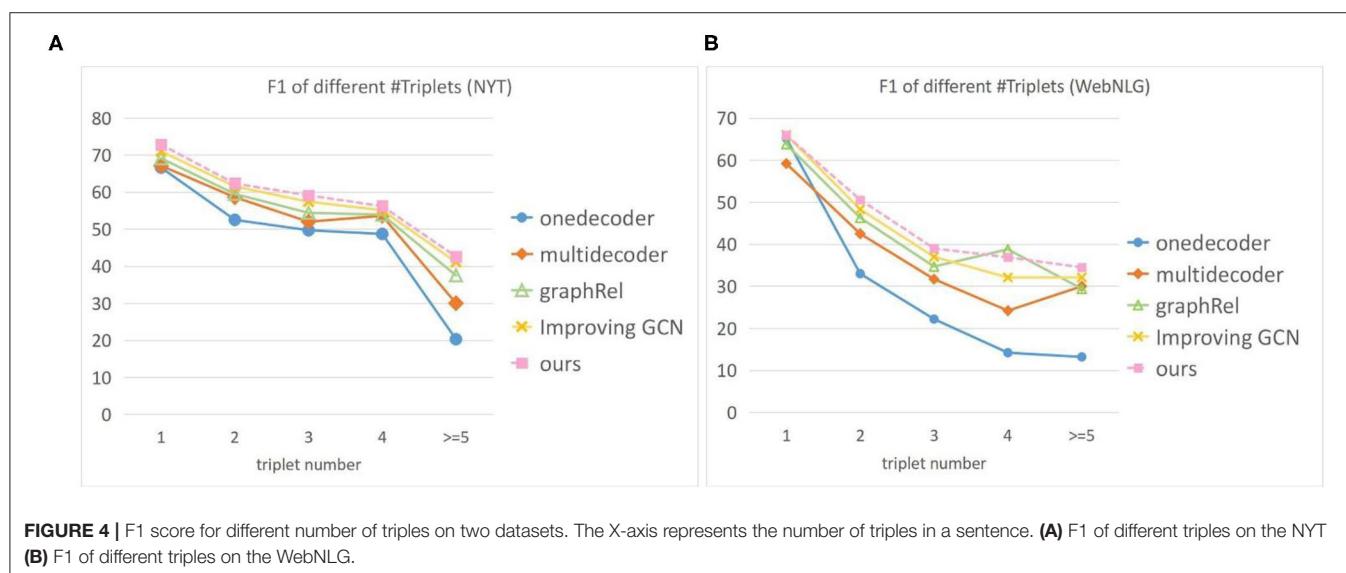 A
B
F1 of different #Triplets (NYT)
80
70
60
50
40
30
20
10
0
1 2 3 4 >=5
triplet number
onedecoder
multidecoder
graphRel
Improving GCN
ours
F1 of different #Triplets (WebNLG)
70
60
50
40
30
20
10
0
1 2 3 4 >=5
triplet number
onedecoder
multidecoder
graphRel
Improving GCN
ours
FIGURE 4 | F1 score for different number of triples on two datasets. The X-axis represents the number of triples in a sentence. (A) F1 of different triples on the NYT
(B) F1 of different triples on the WebNLG.